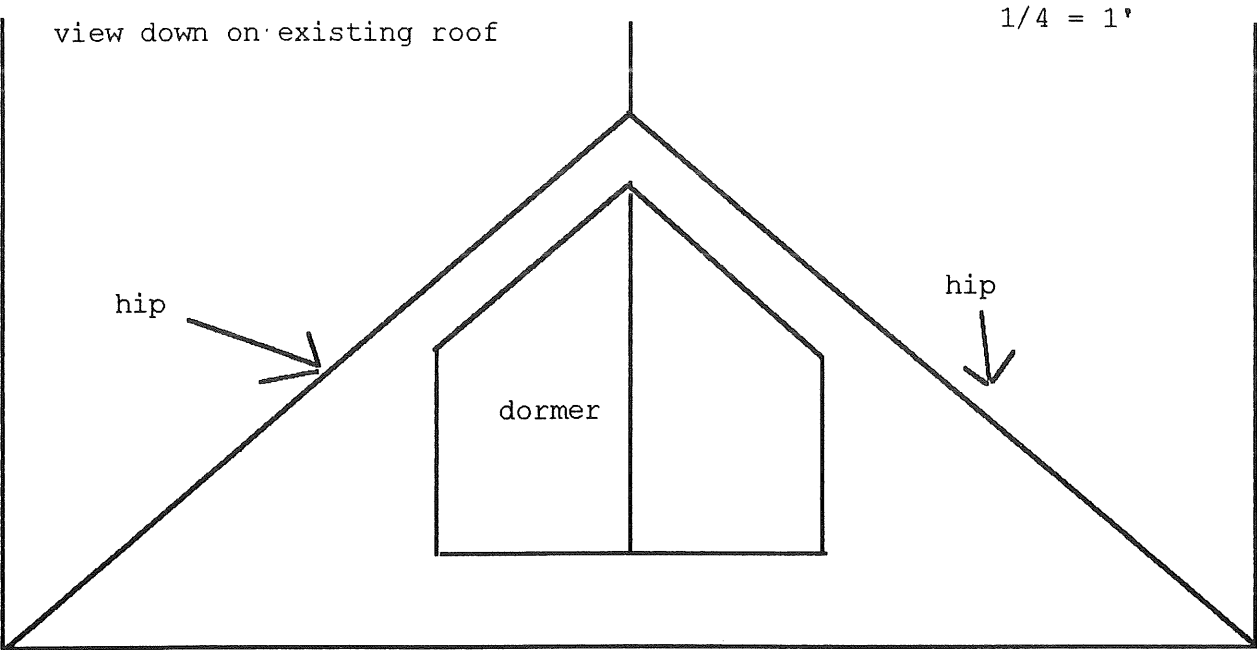 view down on existing roof
1/4 = 1'
hip
hip
dormer